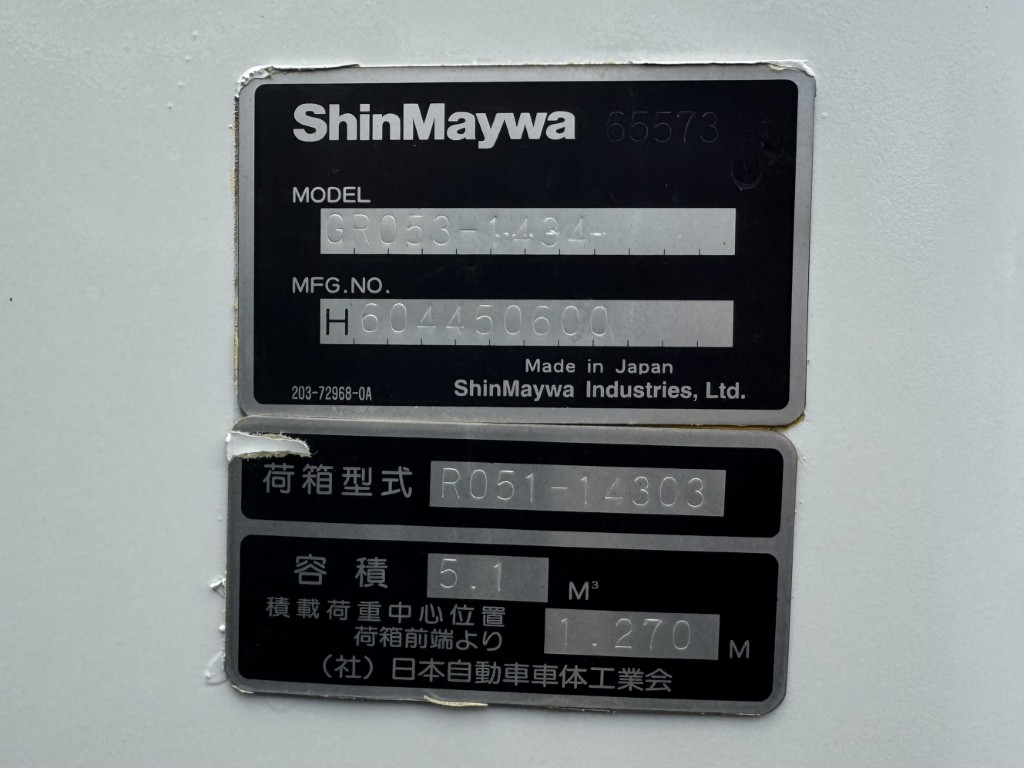 ShinMaywa 65573
MODEL
GR053-1434-
MFG.NO.
H604450600
Made in Japan
203-72968-0A ShinMaywa Industries, Ltd.
荷箱型式 R051-14303
容積 5.1 M³
積載荷重中心位置
荷箱前端より 1.270 M
（社）日本自動車車体工業会